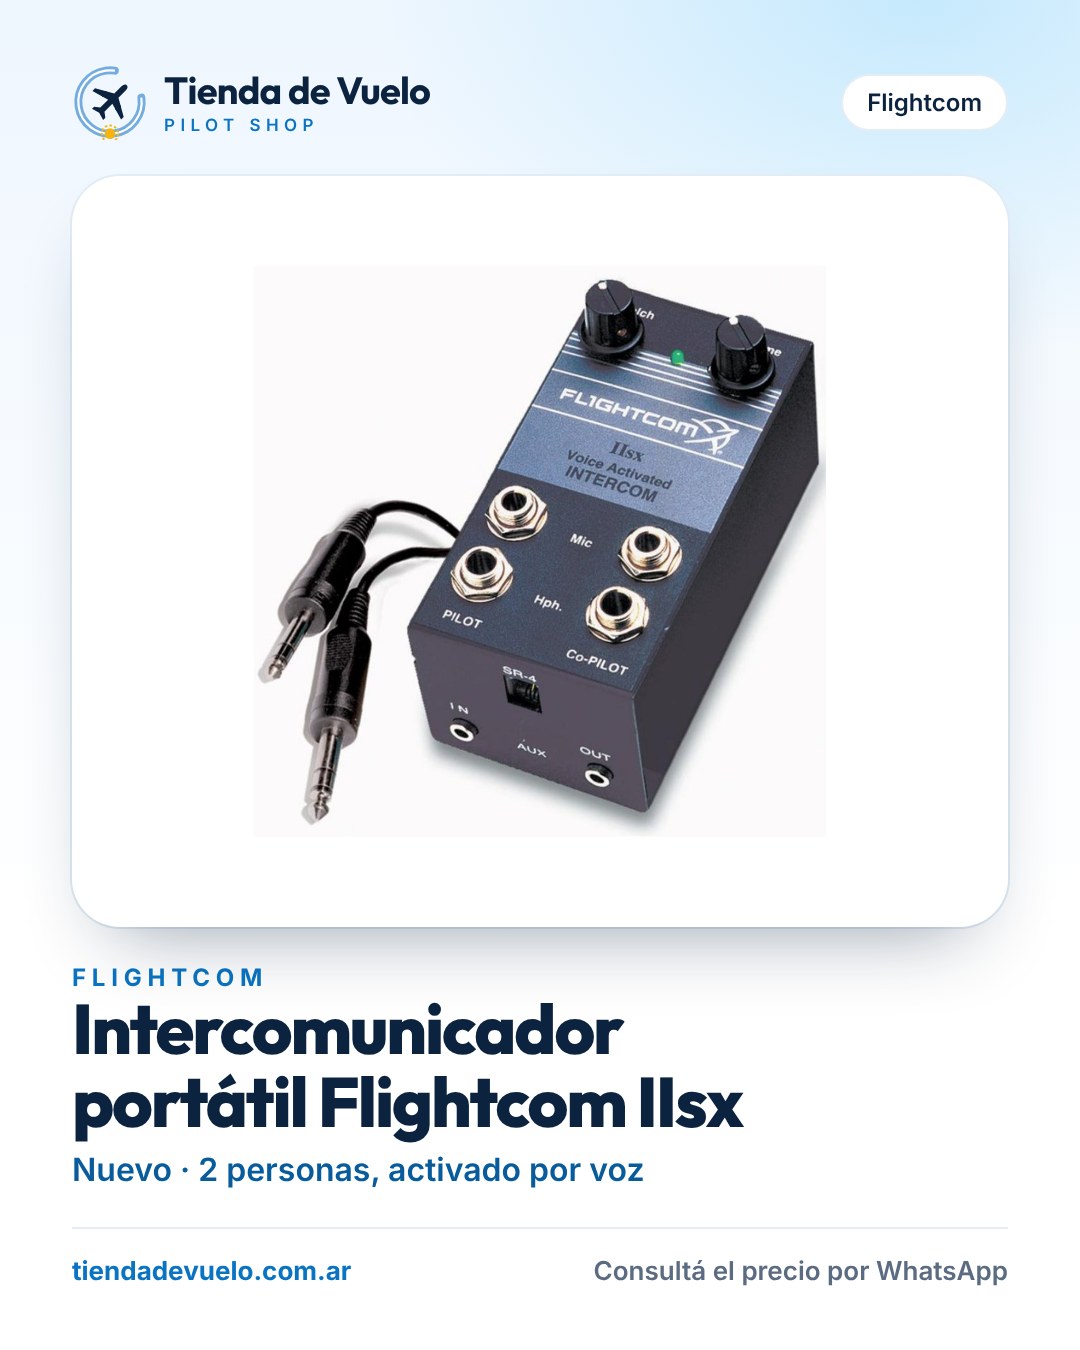 Tienda de Vuelo
PILOT SHOP
Flightcom
FLIGHTCOM
IIsx
Voice Activated
INTERCOM
Mic
Hph.
PILOT
Co-PILOT
SR-4
IN
AUX
OUT
FLIGHTCOM
Intercomunicador
portátil Flightcom IIsx
Nuevo · 2 personas, activado por voz
tiendadevuelo.com.ar
Consultá el precio por WhatsApp